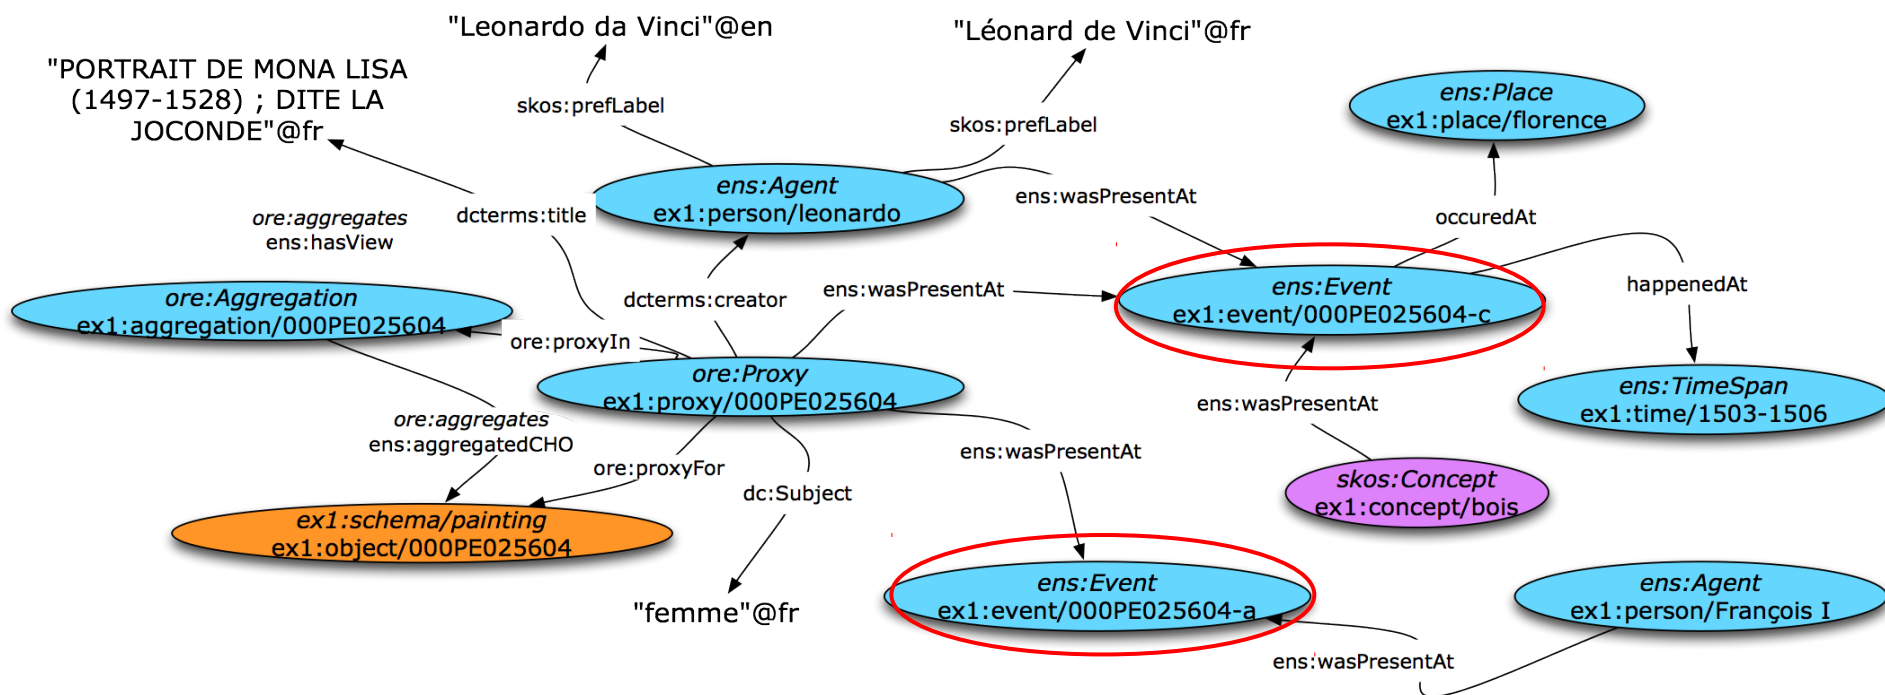 "Leonardo da Vinci"@en
"Léonard de Vinci"@fr
"PORTRAIT DE MONA LISA
(1497-1528) ; DITE LA
JOCONDE"@fr
skos:prefLabel
skos:prefLabel
ens:Place
ex1:place/florence
ens:Agent
ex1:person/leonardo
ens:wasPresentAt
occuredAt
ore:aggregates
ens:hasView
dcterms:title
ore:Aggregation
ex1:aggregation/000PE025604
dcterms:creator
ens:wasPresentAt
ens:Event
ex1:event/000PE025604-c
happenedAt
ore:proxyIn
ore:Proxy
ex1:proxy/000PE025604
ens:wasPresentAt
ens:TimeSpan
ex1:time/1503-1506
ore:aggregates
ens:aggregatedCHO
ore:proxyFor
dc:Subject
ens:wasPresentAt
skos:Concept
ex1:concept/bois
ex1:schema/painting
ex1:object/000PE025604
"femme"@fr
ens:Event
ex1:event/000PE025604-a
ens:Agent
ex1:person/François I
ens:wasPresentAt